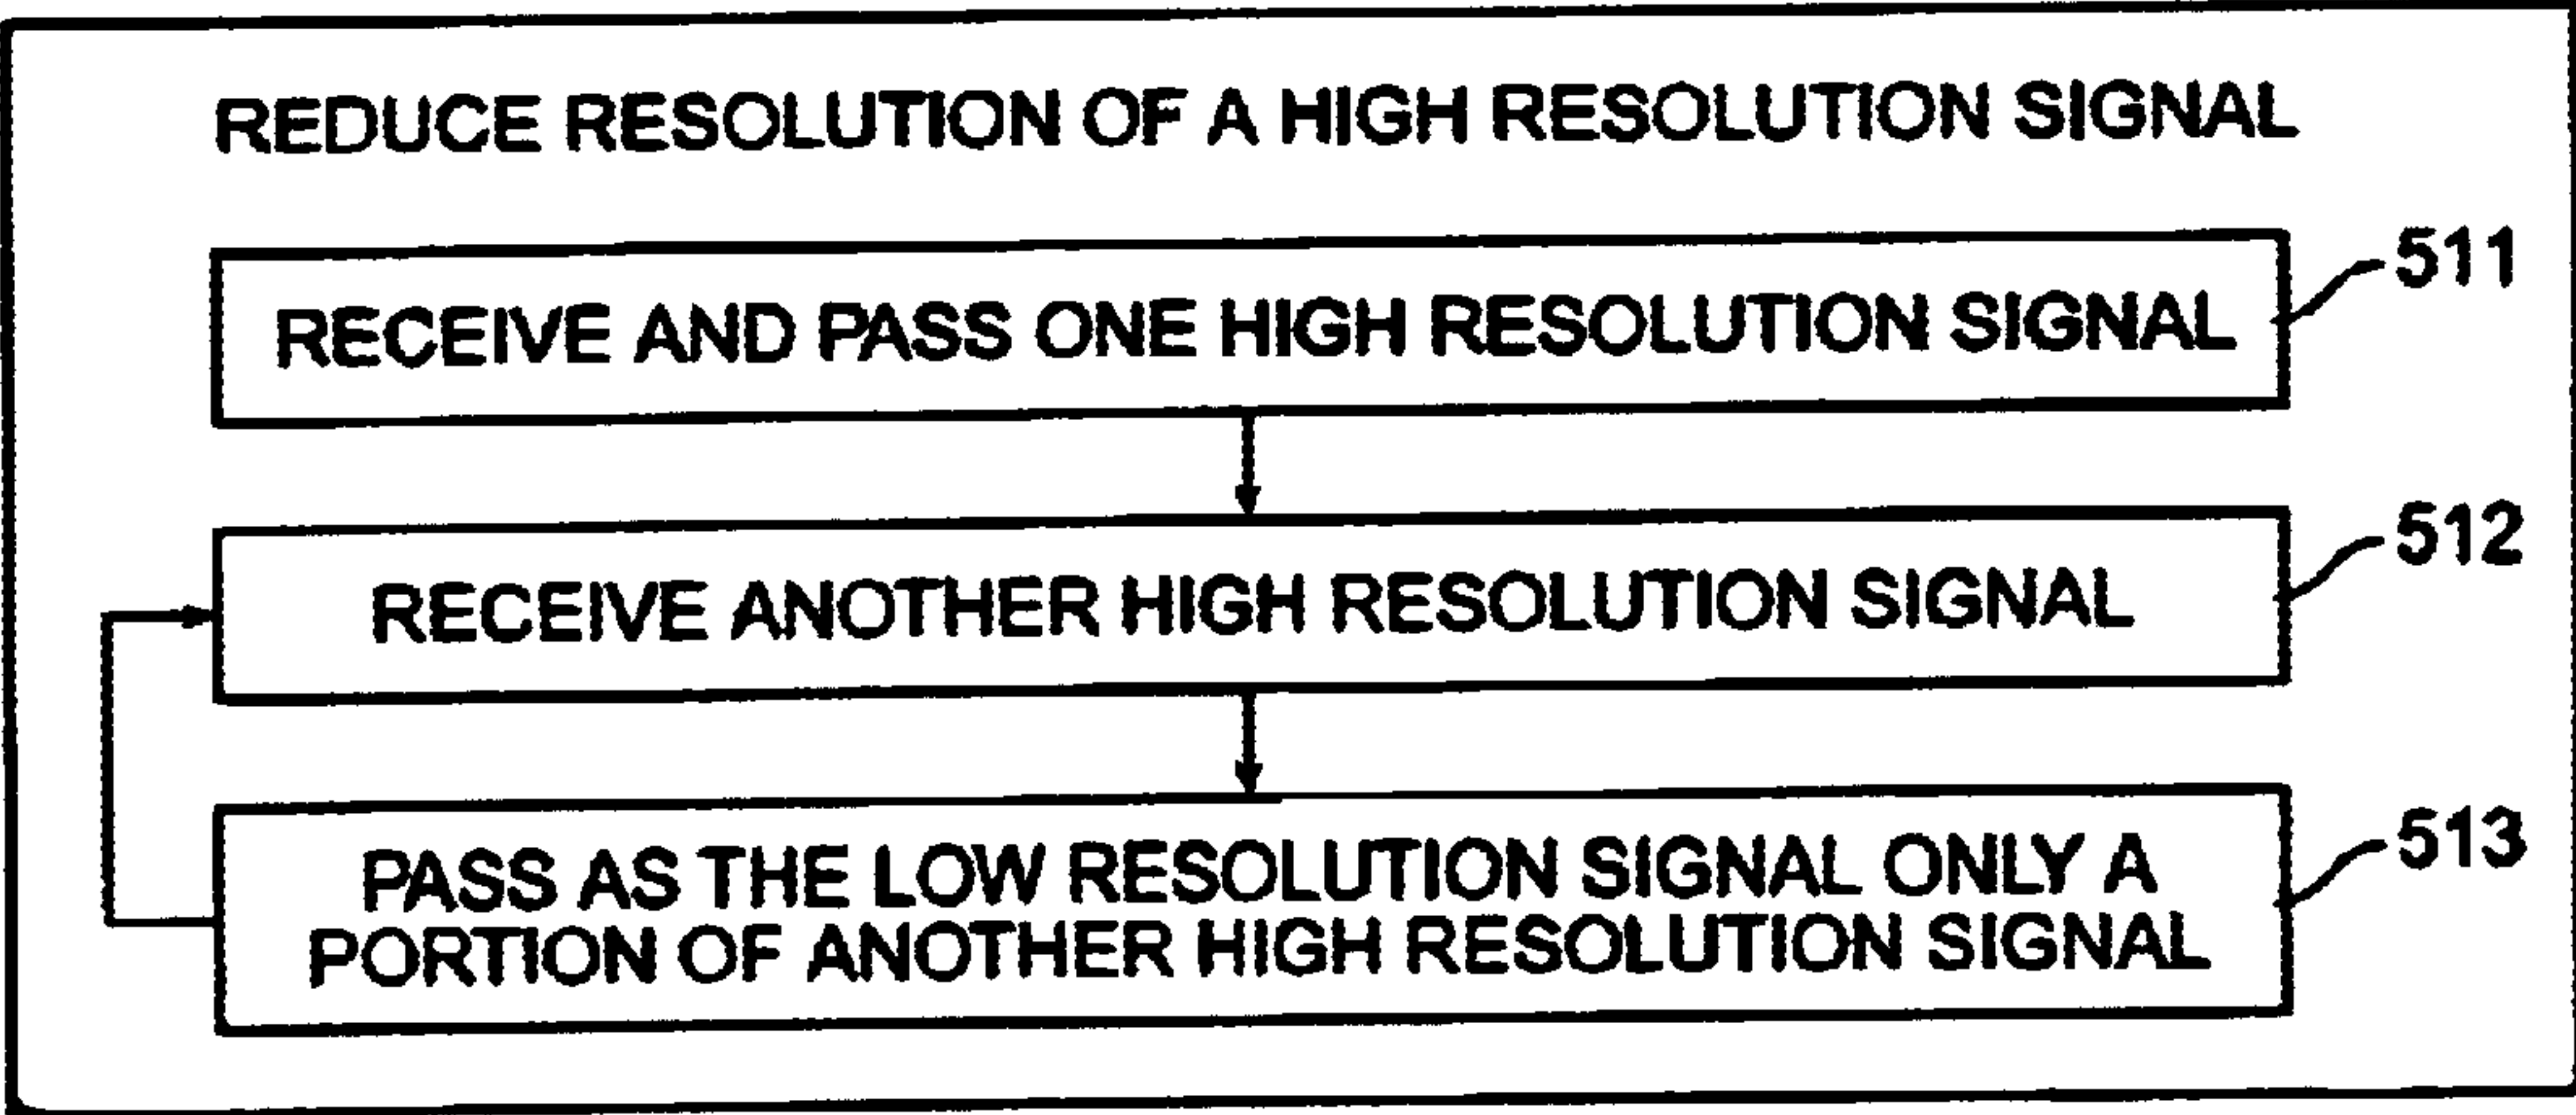 REDUCE RESOLUTION OF A HIGH RESOLUTION SIGNAL
RECEIVE AND PASS ONE HIGH RESOLUTION SIGNAL
511
RECEIVE ANOTHER HIGH RESOLUTION SIGNAL
512
PASS AS THE LOW RESOLUTION SIGNAL ONLY A
PORTION OF ANOTHER HIGH RESOLUTION SIGNAL
513